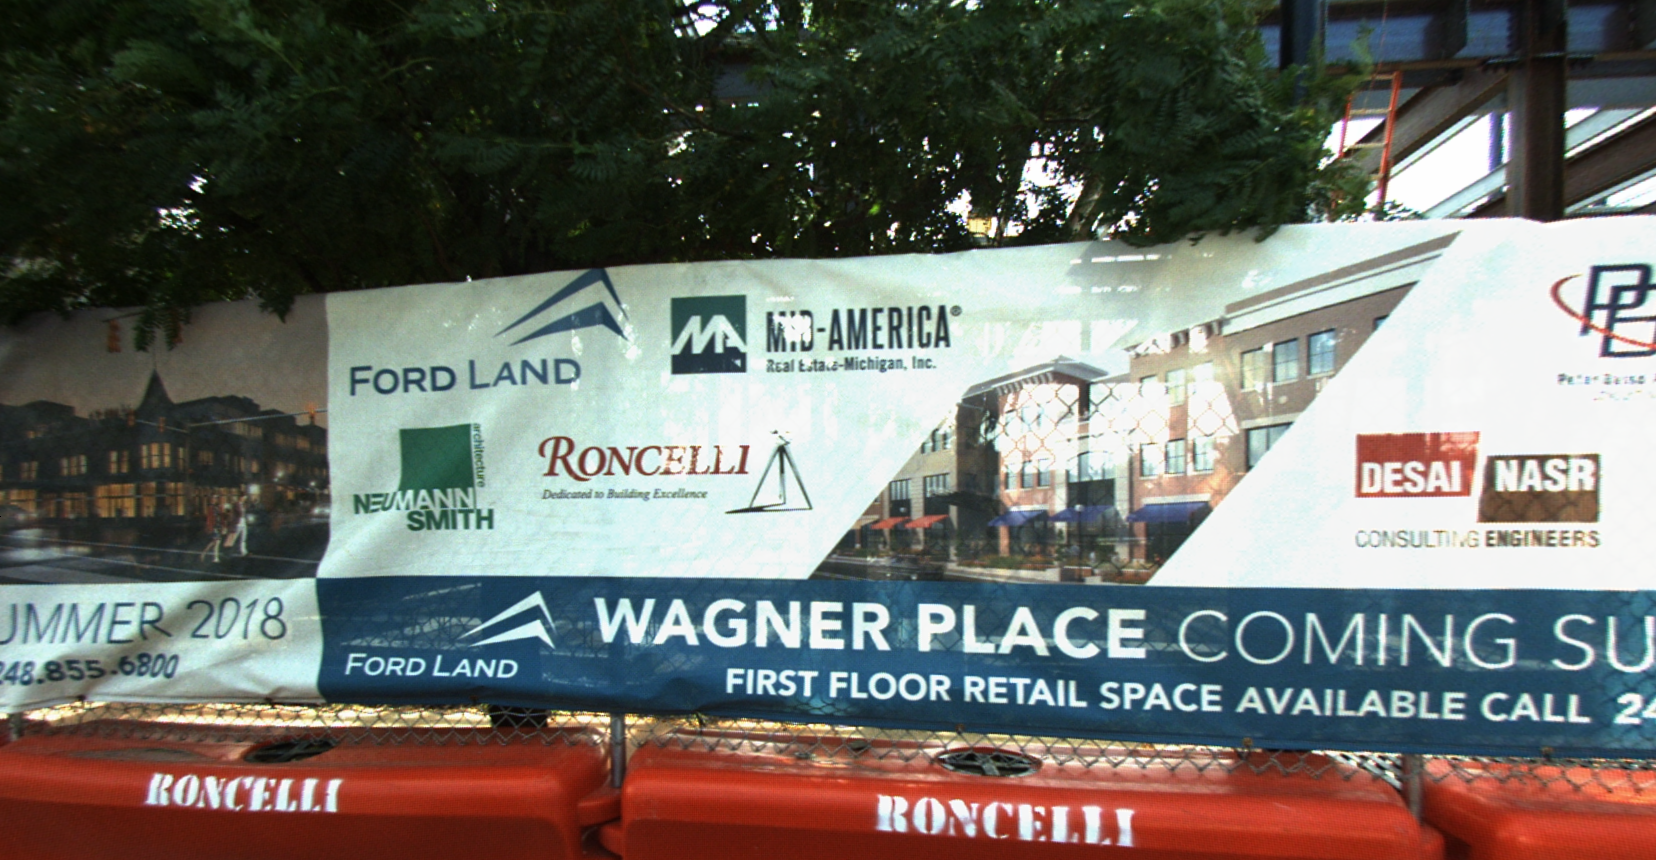 UMMER 2018
248.855.6800
FORD LAND
MID-AMERICA®
Real Estate-Michigan, Inc.
architecture
NEUMANN
SMITH
RONCELLI
Dedicated to Building Excellence
Peter Basso
DESAI NASR
CONSULTING ENGINEERS
FORD LAND
WAGNER PLACE COMING SU
FIRST FLOOR RETAIL SPACE AVAILABLE CALL 24
RONCELLI
RONCELLI